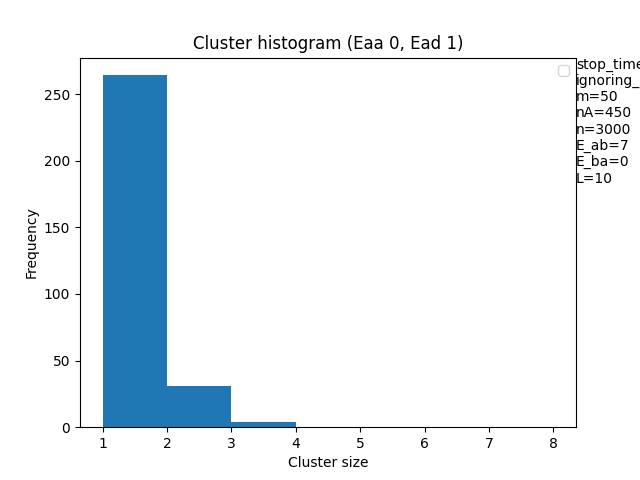 Cluster histogram (Eaa 0, Ead 1)
stop_time
ignoring_
m=50
nA=450
n=3000
E_ab=7
E_ba=0
L=10
250
200
150
100
50
0
Frequency
1 2 3 4 5 6 7 8
Cluster size